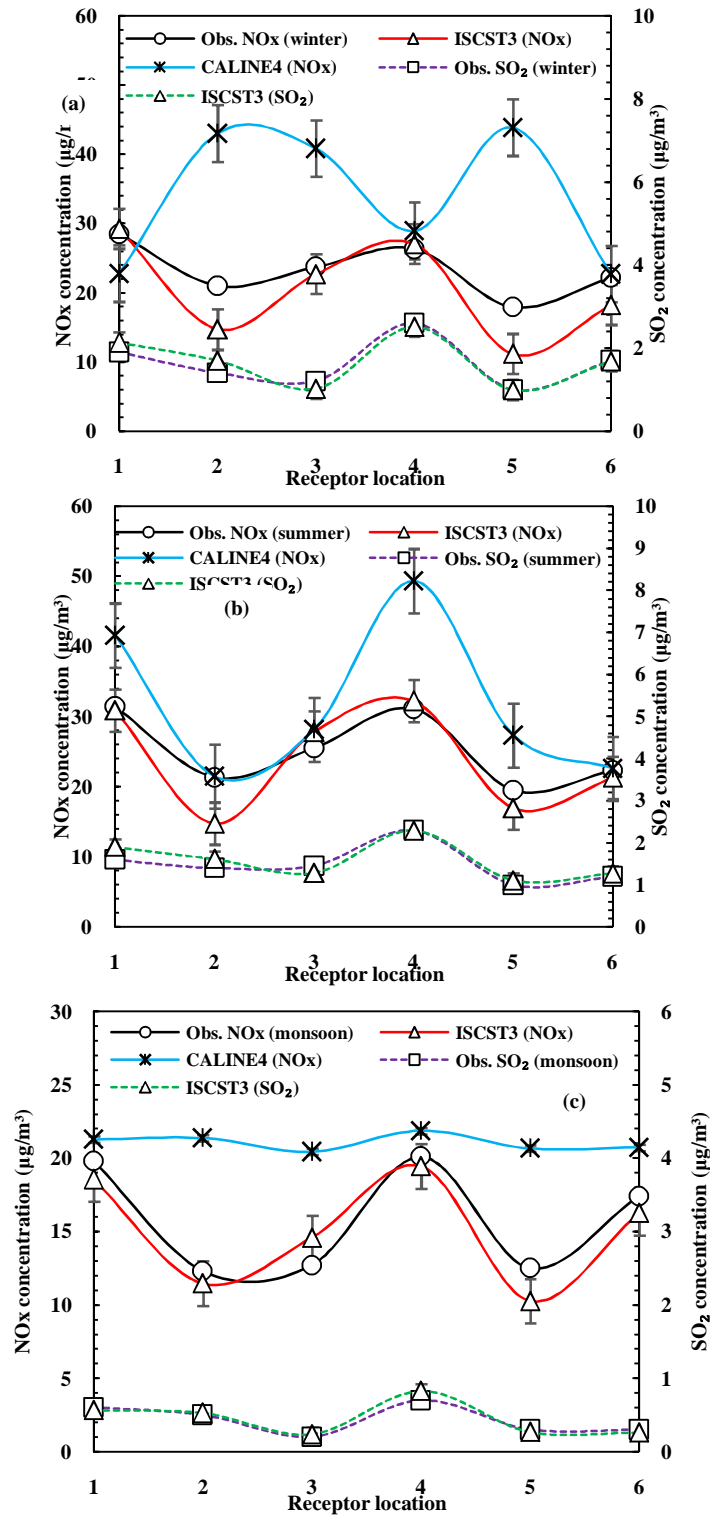 60
Obs. NOx (winter) ISCST3 (NOx)
CALINE4 (NOx) Obs. SO₂ (winter)
ISCST3 (SO₂)
(a)
50
40
30
20
10
0
NOx concentration (µg/
10
8
6
4
2
0
SO₂ concentration (µg/m³)
1 2 3 4 5 6
Receptor location
60
Obs. NOx (summer) ISCST3 (NOx)
CALINE4 (NOx) Obs. SO₂ (summer)
ISCST3 (SO₂)
(b)
50
40
30
20
10
0
NOx concentration (µg/m³)
10
9
8
7
6
5
4
3
2
1
0
SO₂ concentration (µg/m³)
1 2 3 4 5 6
Receptor location
30
Obs. NOx (monsoon) ISCST3 (NOx)
CALINE4 (NOx) Obs. SO₂ (monsoon)
ISCST3 (SO₂)
(c)
25
20
15
10
5
0
NOx concentration (µg/m³)
6
5
4
3
2
1
0
SO₂ concentration (µg/m³)
1 2 3 4 5 6
Receptor location